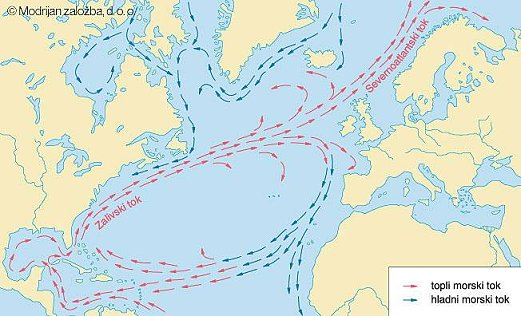 © Modrijan založba, d. o. o.
Severnoatlantski tok
Zalivski tok
topli morski tok
hladni morski tok